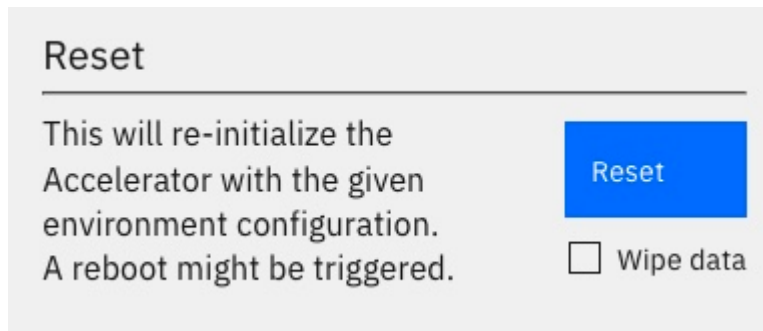 Reset
This will re-initialize the
Accelerator with the given
environment configuration.
A reboot might be triggered.
Reset
Wipe data